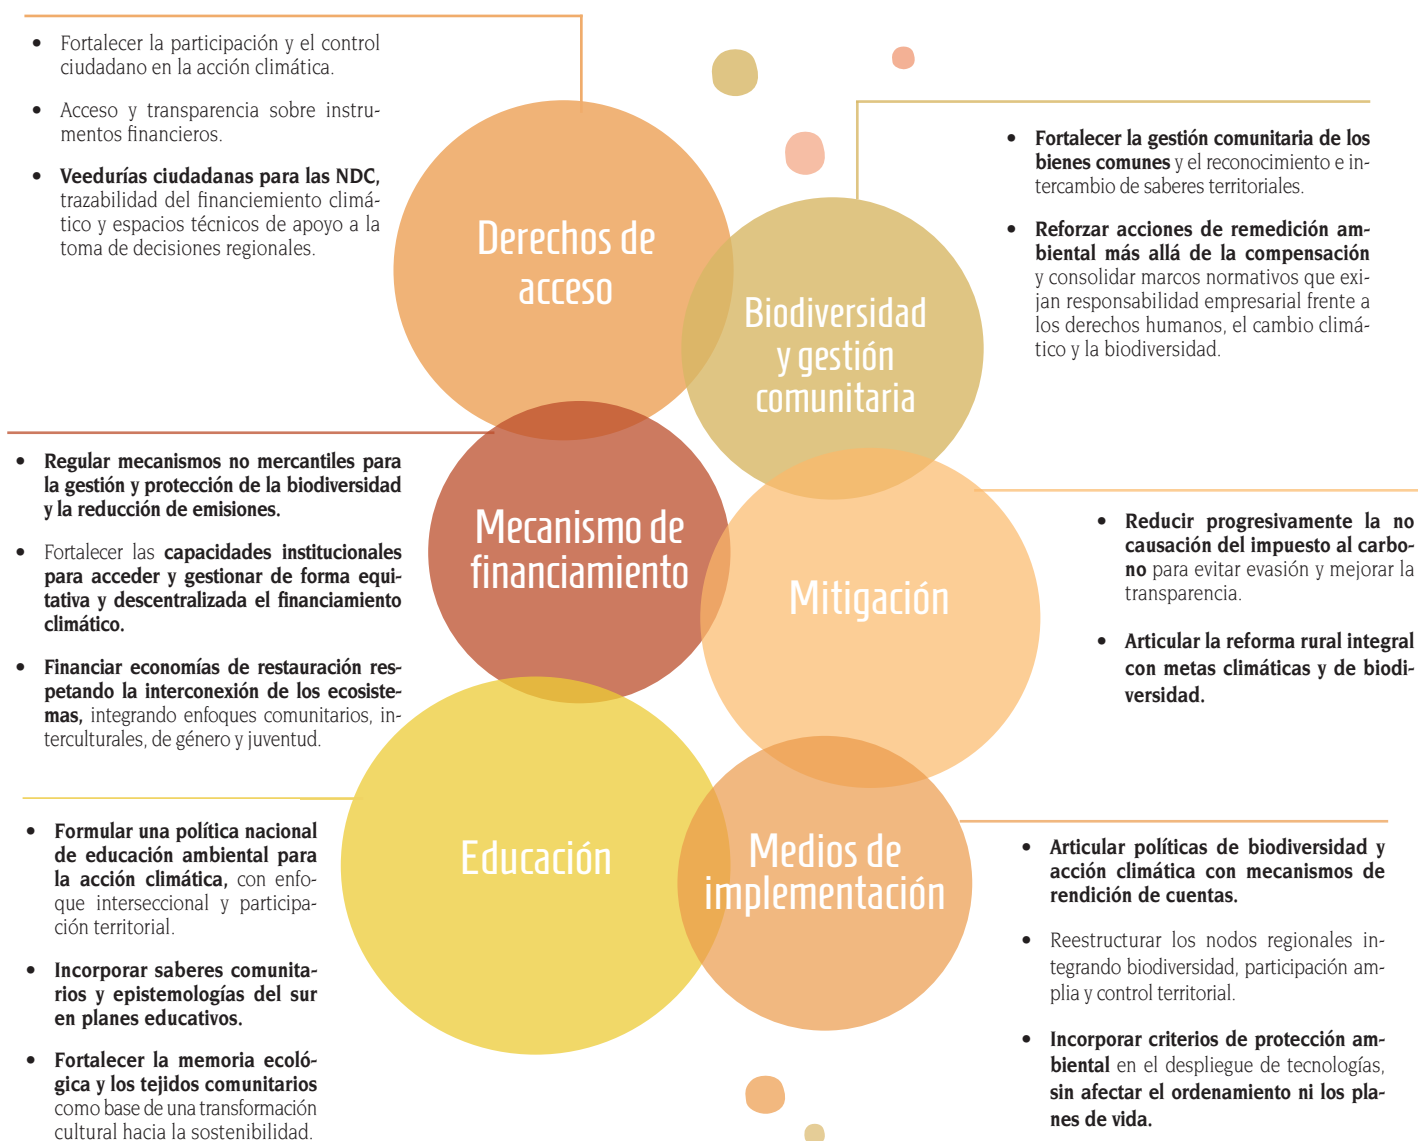 • Fortalecer la participación y el control
ciudadano en la acción climática.
• Acceso y transparencia sobre instru-
mentos financieros.
• Veedurías ciudadanas para las NDC,
trazabilidad del financiemiento climá-
tico y espacios técnicos de apoyo a la
toma de decisiones regionales.
Derechos de
acceso
Biodiversidad
y gestión
comunitaria
• Fortalecer la gestión comunitaria de los
bienes comunes y el reconocimiento e in-
tercambio de saberes territoriales.
• Reforzar acciones de remedición am-
biental más allá de la compensación
y consolidar marcos normativos que exi-
jan responsabilidad empresarial frente a
los derechos humanos, el cambio climá-
tico y la biodiversidad.
• Regular mecanismos no mercantiles para
la gestión y protección de la biodiversidad
y la reducción de emisiones.
• Fortalecer las capacidades institucionales
para acceder y gestionar de forma equi-
tativa y descentralizada el financiamiento
climático.
• Financiar economías de restauración res-
petando la interconexión de los ecosiste-
mas, integrando enfoques comunitarios, in-
terculturales, de género y juventud.
Mecanismo de
financiamiento
Mitigación
• Reducir progresivamente la no
causación del impuesto al carbo-
no para evitar evasión y mejorar la
transparencia.
• Articular la reforma rural integral
con metas climáticas y de biodi-
versidad.
• Formular una política nacional
de educación ambiental para
la acción climática, con enfo-
que interseccional y participa-
ción territorial.
• Incorporar saberes comunita-
rios y epistemologías del sur
en planes educativos.
• Fortalecer la memoria ecoló-
gica y los tejidos comunitarios
como base de una transformación
cultural hacia la sostenibilidad.
Educación
Medios de
implementación
• Articular políticas de biodiversidad y
acción climática con mecanismos de
rendición de cuentas.
• Reestructurar los nodos regionales in-
tegrando biodiversidad, participación am-
plia y control territorial.
• Incorporar criterios de protección am-
biental en el despliegue de tecnologías,
sin afectar el ordenamiento ni los pla-
nes de vida.